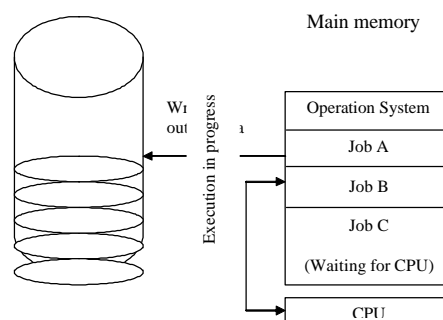 Main memory
Execution in progress
Operation System
Job A
Job B
Job C
(Waiting for CPU)
CPU